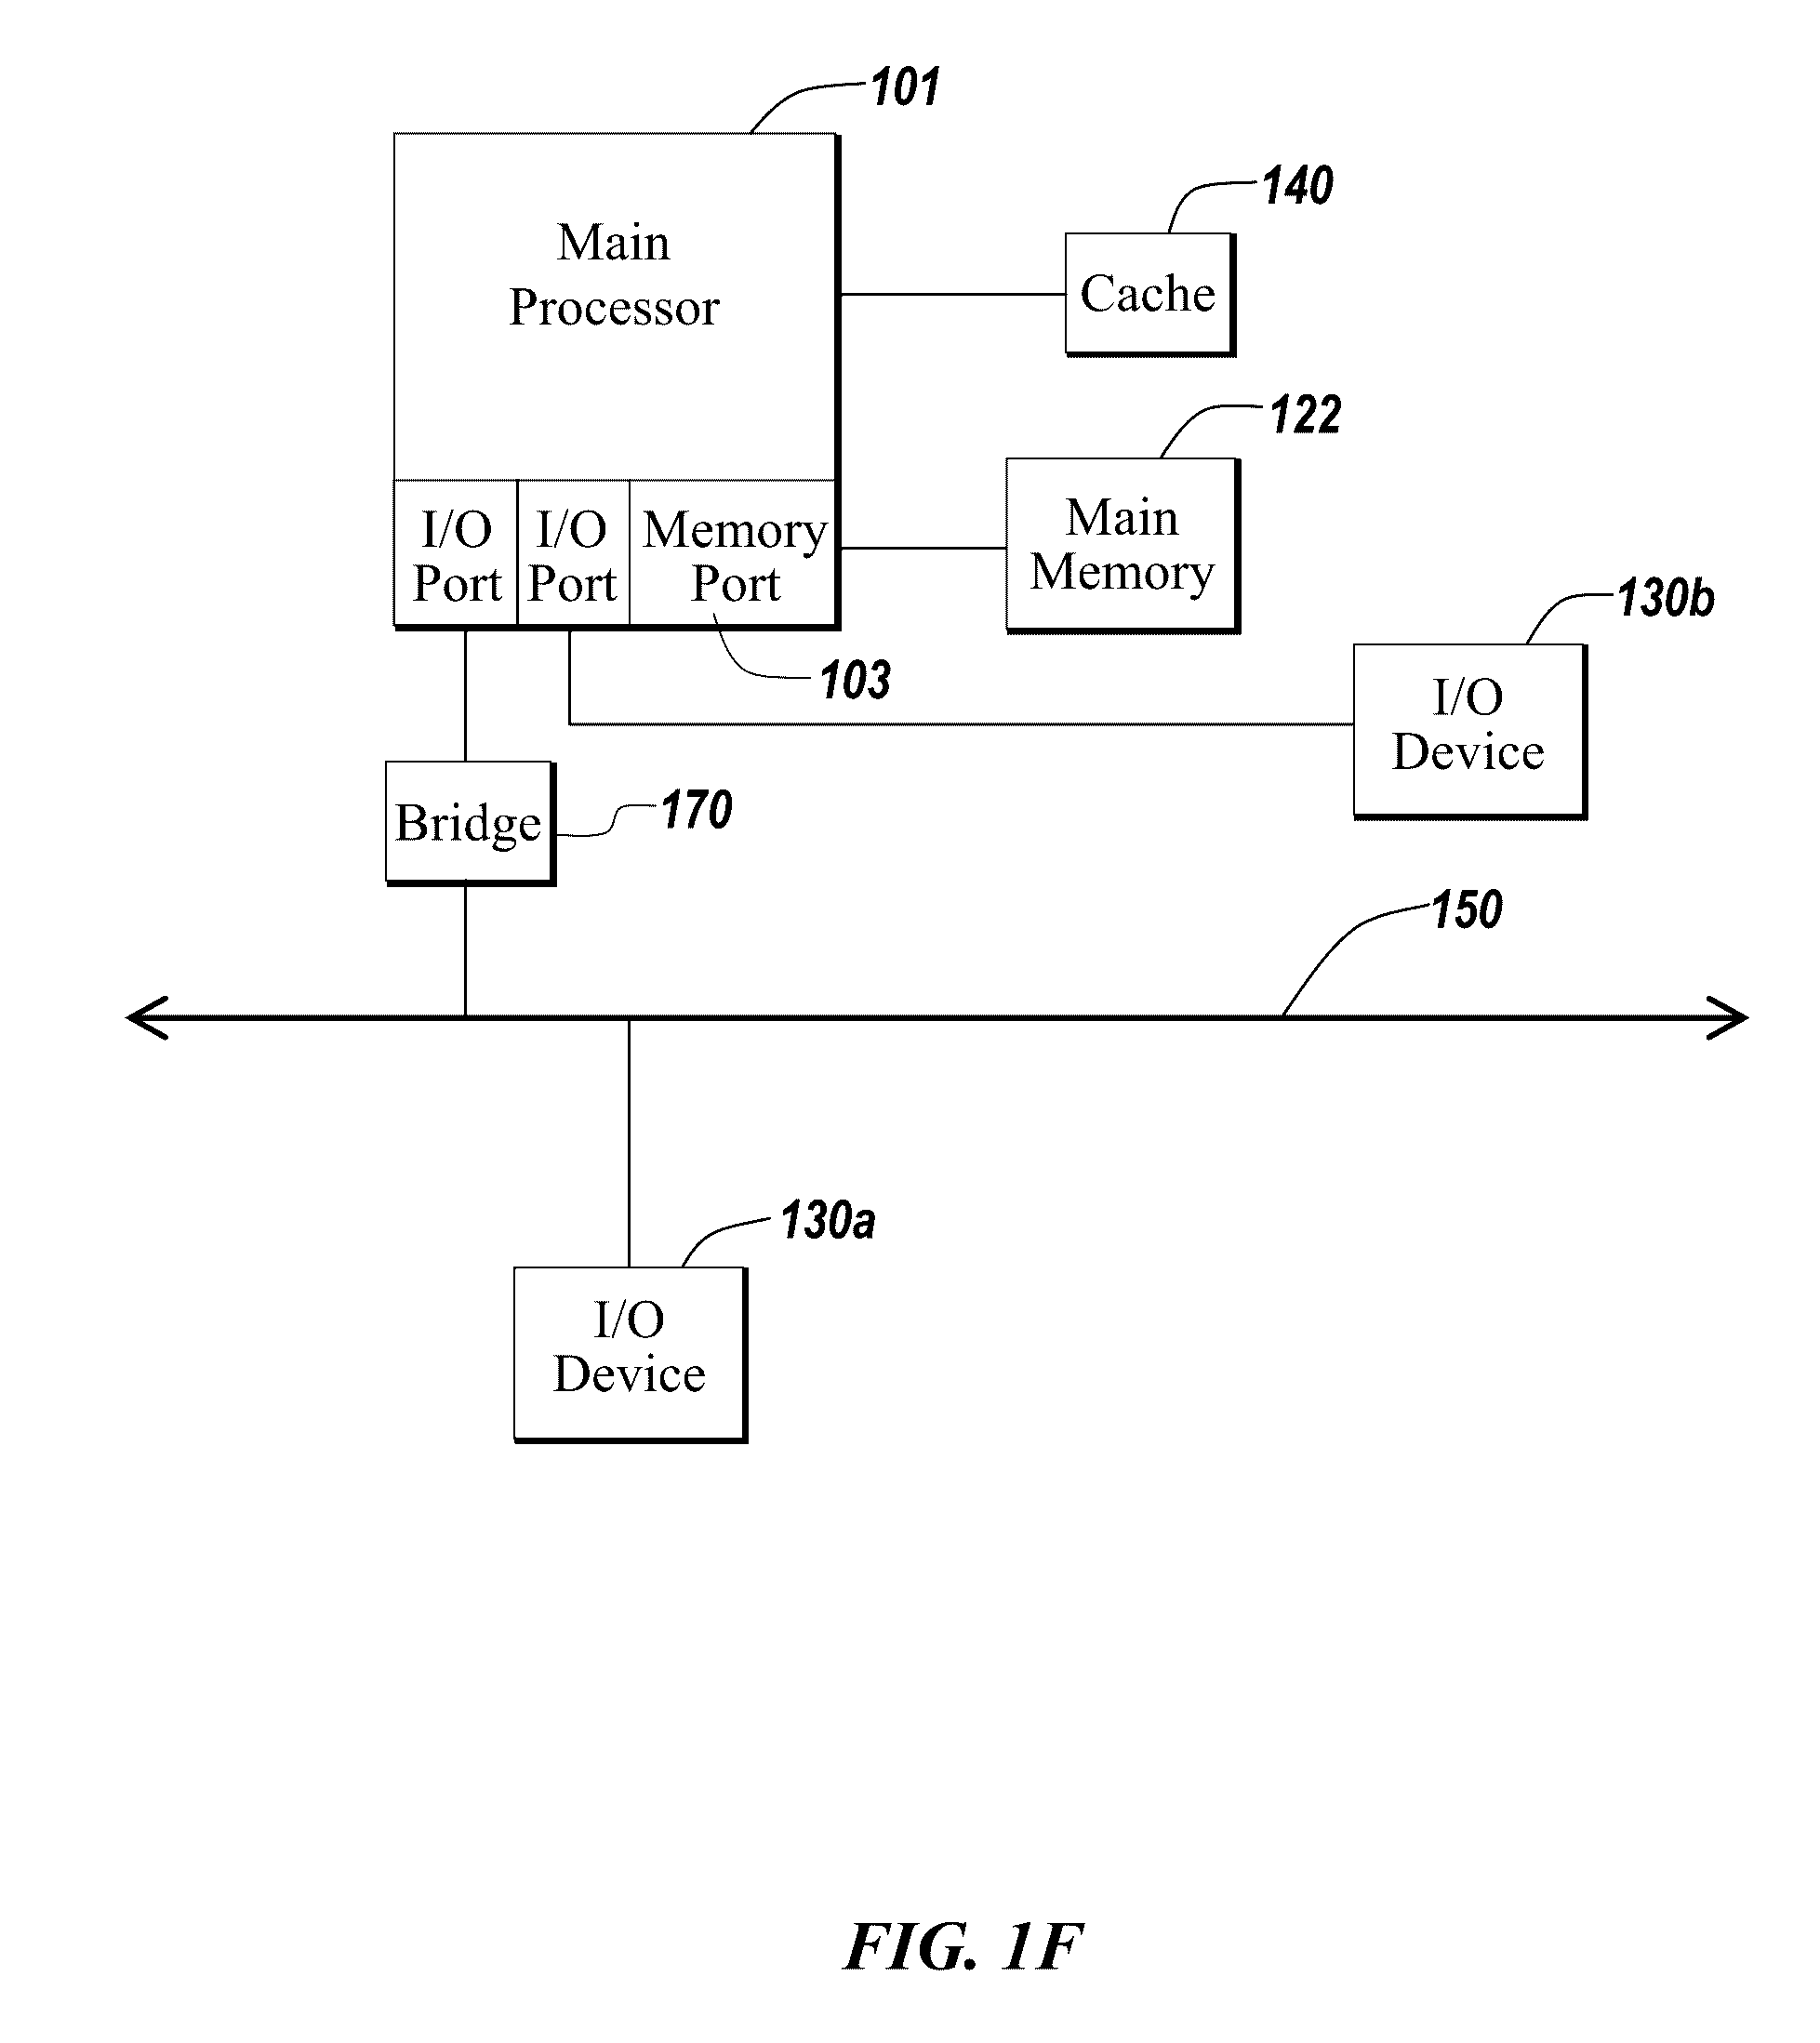 101
Main
Processor
140
Cache
122
Main
Memory
I/O
Port
I/O
Port
Memory
Port
103
130b
I/O
Device
Bridge
170
150
130a
I/O
Device
FIG. 1F